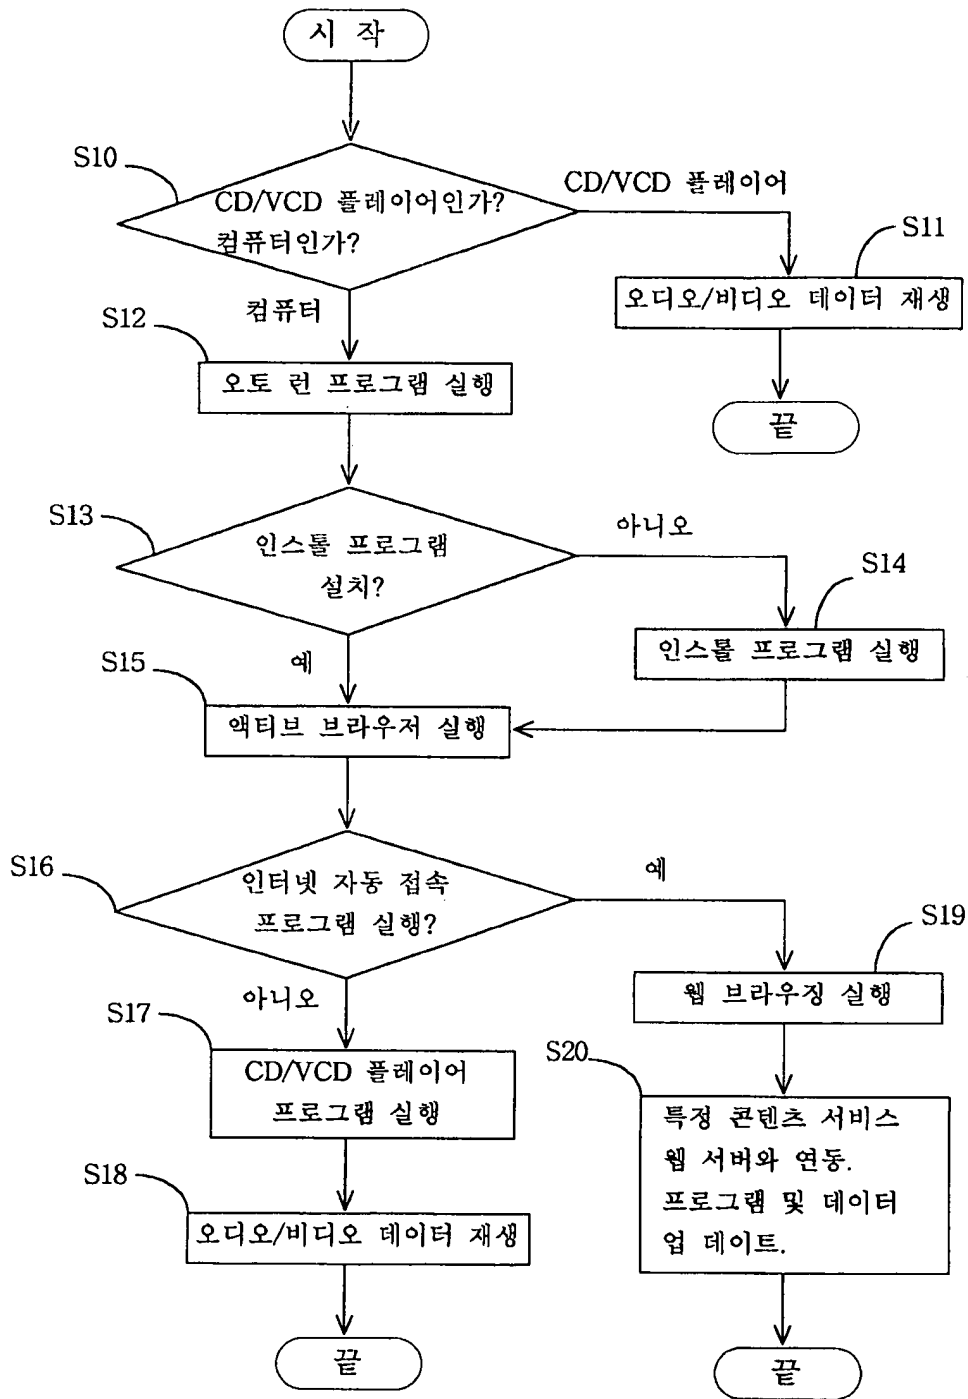 시 작
S10
CD/VCD 플레이어인가?
컴퓨터인가?
CD/VCD 플레이어
S11
오디오/비디오 데이터 재생
끝
컴퓨터
S12
오토 런 프로그램 실행
S13
인스톨 프로그램
설치?
아니오
S14
인스톨 프로그램 실행
예
S15
액티브 브라우저 실행
S16
인터넷 자동 접속
프로그램 실행?
예
S19
웹 브라우징 실행
아니오
S17
CD/VCD 플레이어
프로그램 실행
S20
특정 콘텐츠 서비스
웹 서버와 연동.
프로그램 및 데이터
업 데이트.
S18
오디오/비디오 데이터 재생
끝
끝